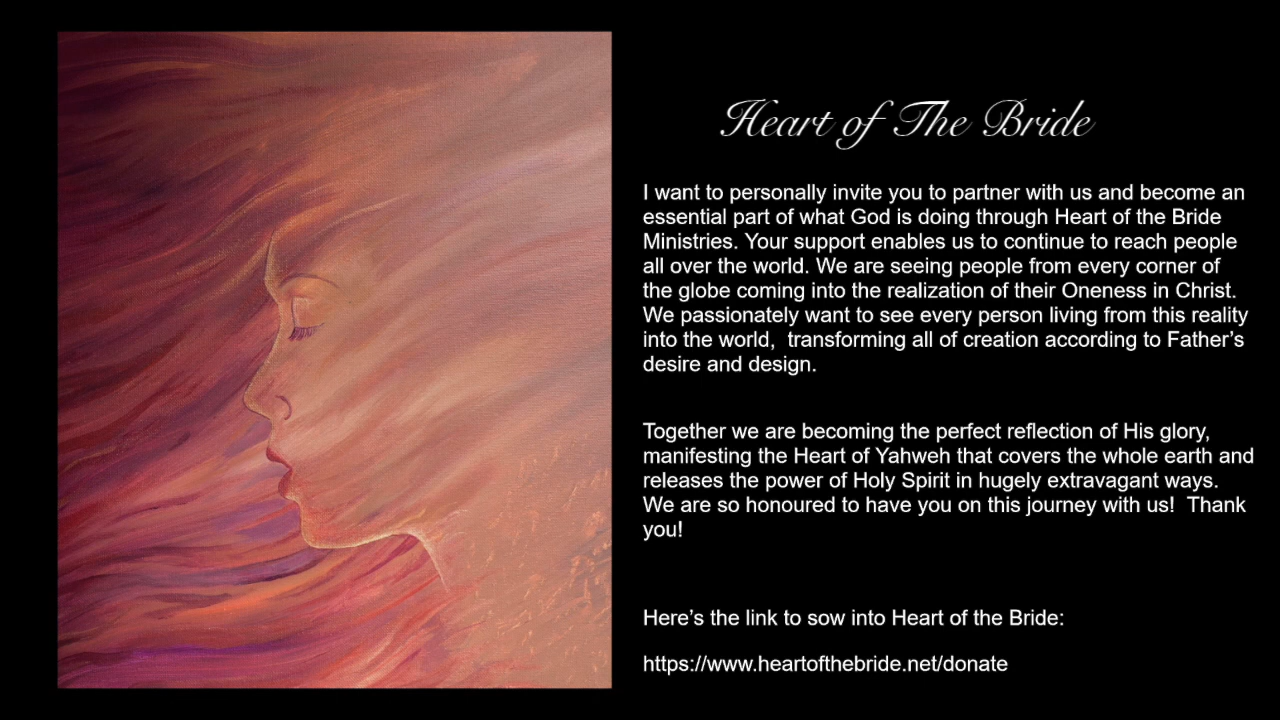 Heart of The Bride
I want to personally invite you to partner with us and become an
essential part of what God is doing through Heart of the Bride
Ministries. Your support enables us to continue to reach people
all over the world. We are seeing people from every corner of
the globe coming into the realization of their Oneness in Christ.
We passionately want to see every person living from this reality
into the world,  transforming all of creation according to Father’s
desire and design.
Together we are becoming the perfect reflection of His glory,
manifesting the Heart of Yahweh that covers the whole earth and
releases the power of Holy Spirit in hugely extravagant ways.
We are so honoured to have you on this journey with us!  Thank
you!
Here’s the link to sow into Heart of the Bride:
https://www.heartofthebride.net/donate